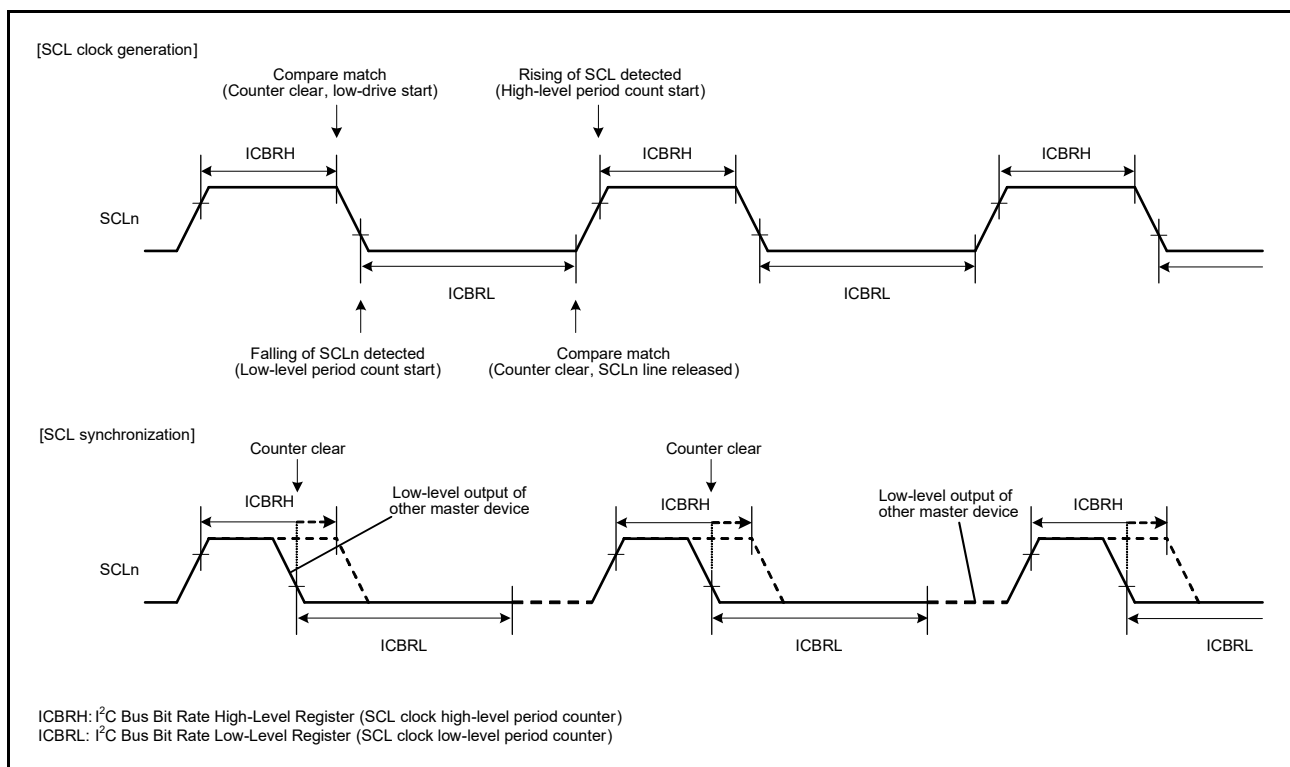 [SCL clock generation]
Compare match
(Counter clear, low-drive start)
Rising of SCL detected
(High-level period count start)
ICBRH
ICBRH
ICBRH
SCLn
ICBRL
ICBRL
Falling of SCLn detected
(Low-level period count start)
Compare match
(Counter clear, SCLn line released)
[SCL synchronization]
Counter clear
Counter clear
ICBRH
Low-level output of
other master device
ICBRH
Low-level output of
other master device
ICBRH
SCLn
ICBRL
ICBRL
ICBRL
ICBRH: I²C Bus Bit Rate High-Level Register (SCL clock high-level period counter)
ICBRL: I²C Bus Bit Rate Low-Level Register (SCL clock low-level period counter)